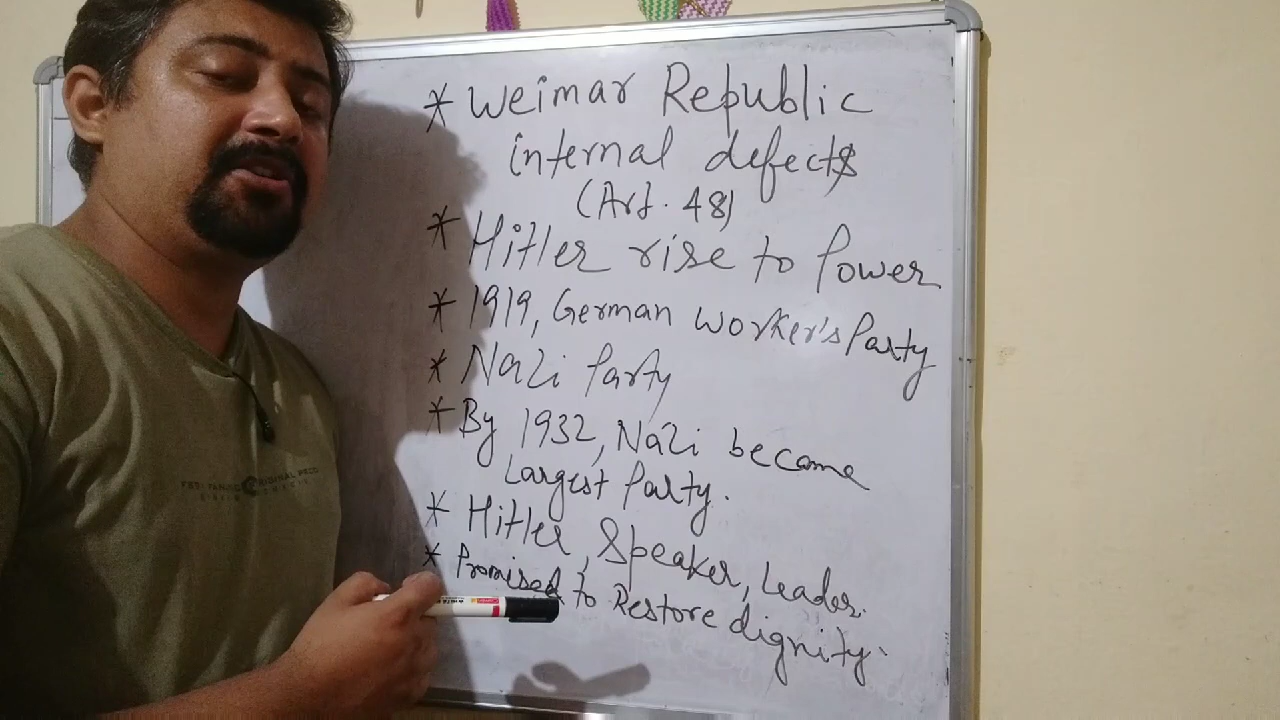 * Weimar Republic
internal defects
(Art. 48)
* Hitler rise to Power
* 1919, German Worker's Party
* Nazi Party
* By 1932, Nazi became
Largest Party.
* Hitler, Speaker, Leader.
* Promised to Restore dignity.